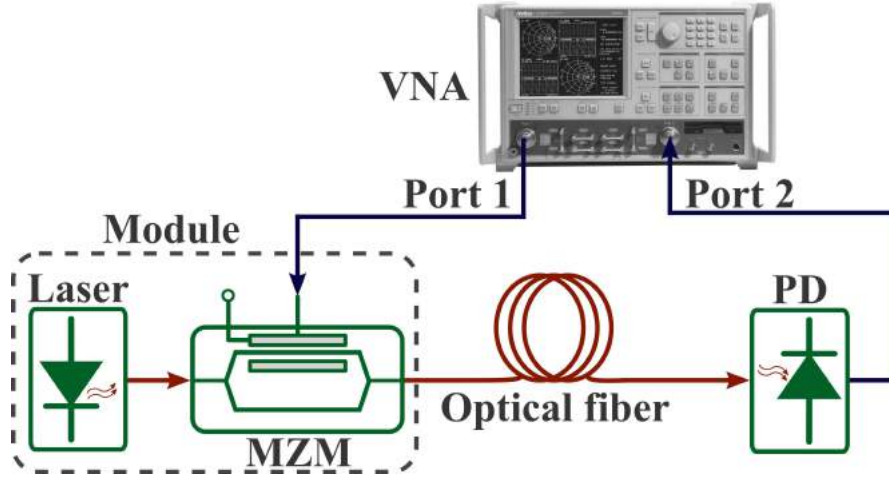 VNA
Port 1
Port 2
Module
Laser
PD
Optical fiber
MZM